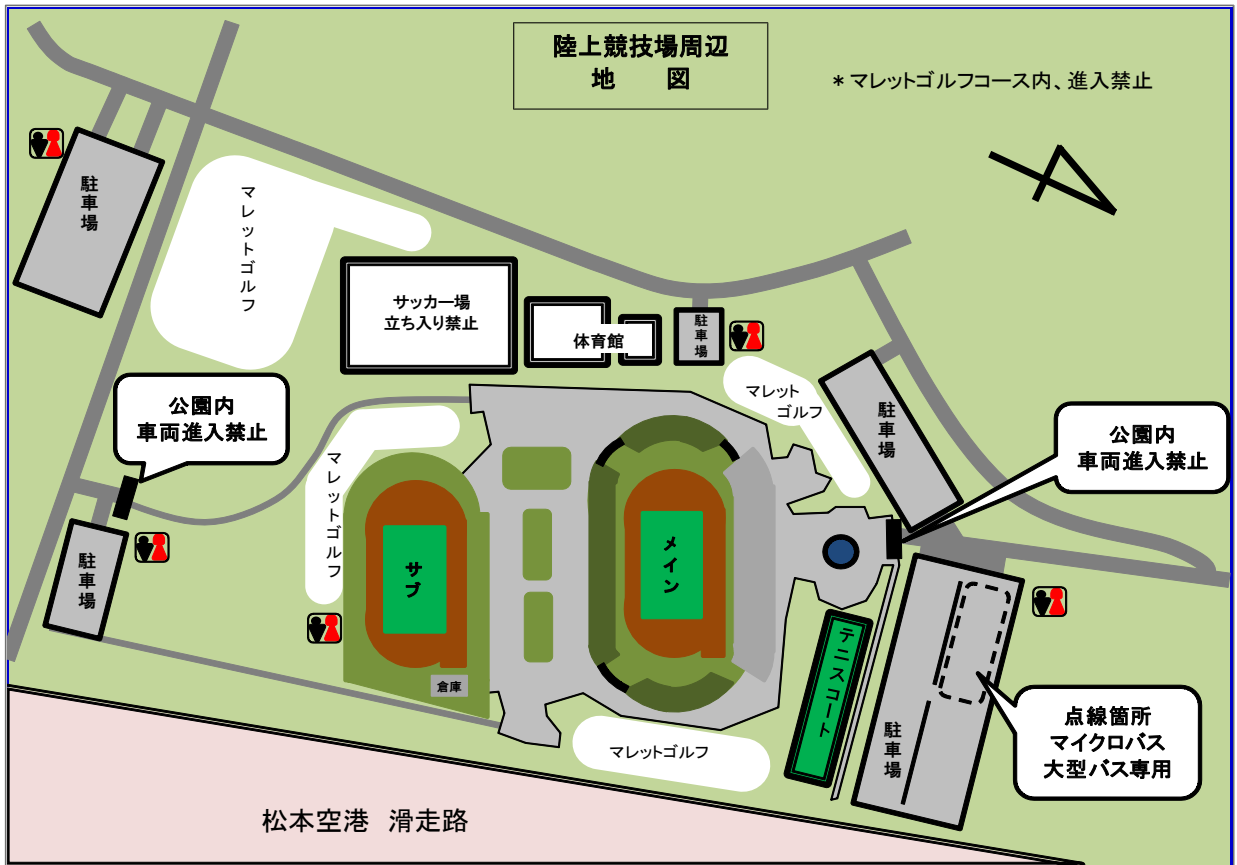 陸上競技場周辺
地　図
＊マレットゴルフコース内、進入禁止
駐車場
マレットゴルフ
サッカー場
立ち入り禁止
体育館
駐車場
マレット
ゴルフ
駐車場
公園内
車両進入禁止
公園内
車両進入禁止
マレットゴルフ
サブ
メイン
駐車場
倉庫
テニスコート
駐車場
点線箇所
マイクロバス
大型バス専用
マレットゴルフ
松本空港　滑走路